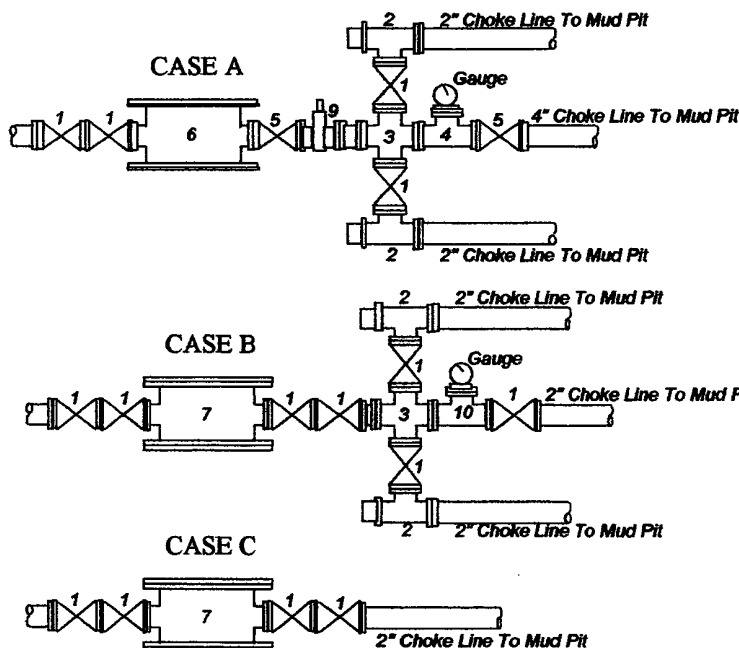 2 2" Choke Line To Mud Pit
CASE A
Gauge
1
1 1 6 5 9 3 4 5 4" Choke Line To Mud Pit
1
2 2" Choke Line To Mud Pit
2 2" Choke Line To Mud Pit
CASE B
Gauge
1
1 1 7 1 1 3 10 1 2" Choke Line To Mud P
1
2 2" Choke Line To Mud Pit
CASE C
1 1 7 1 1
2" Choke Line To Mud Pit